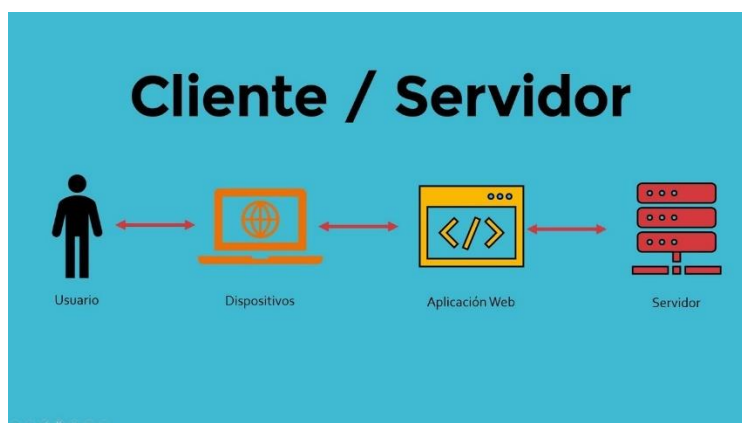 Cliente / Servidor
Usuario
Dispositivos
Aplicación Web
Servidor